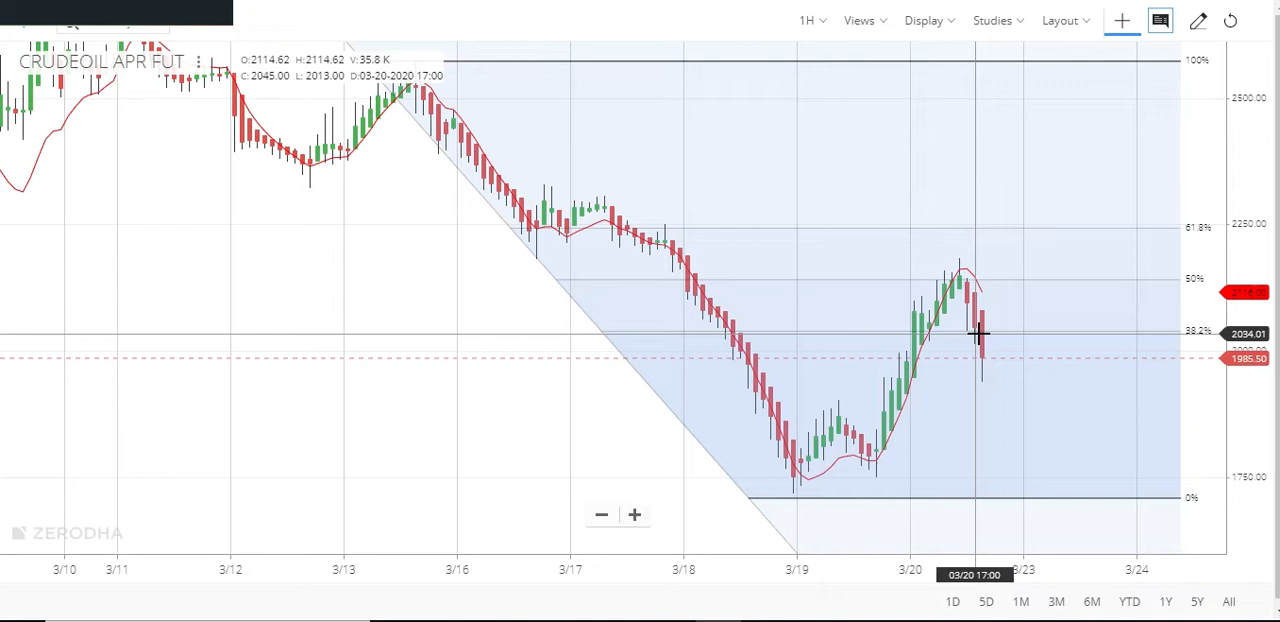 1H Views Display Studies Layout
CRUDEOIL APR FUT
O:2114.62 H:2114.62 V:35.8 K
C:2045.00 L:2013.00 D:03-20-2020 17:00
100%
2500.00
61.8%
2250.00
50%
38.2%
2034.01
1985.50
1750.00
0%
ZERODHA
3/10 3/11 3/12 3/13 3/16 3/17 3/18 3/19 3/20 3/23 3/24
03/20 17:00
1D 5D 1M 3M 6M YTD 1Y 5Y All